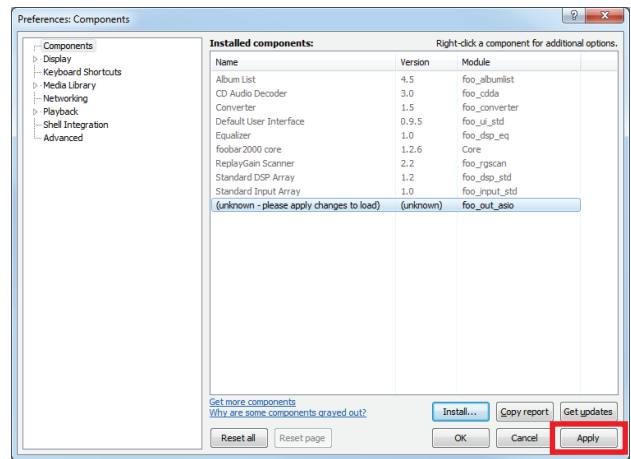 Preferences: Components
Components
Display
Keyboard Shortcuts
Media Library
Networking
Playback
Shell Integration
Advanced
Installed components: Right-click a component for additional options.
Name Version Module
Album List 4.5 foo_albumlist
CD Audio Decoder 3.0 foo_cdda
Converter 1.5 foo_converter
Default User Interface 0.9.5 foo_ui_std
Equalizer 1.0 foo_dsp_eq
foobar2000 core 1.2.6 Core
ReplayGain Scanner 2.2 foo_rgscan
Standard DSP Array 1.2 foo_dsp_std
Standard Input Array 1.0 foo_input_std
(unknown - please apply changes to load) (unknown) foo_out_asio
Get more components
Why are some components grayed out?
Install... Copy report Get updates
Reset all Reset page OK Cancel Apply